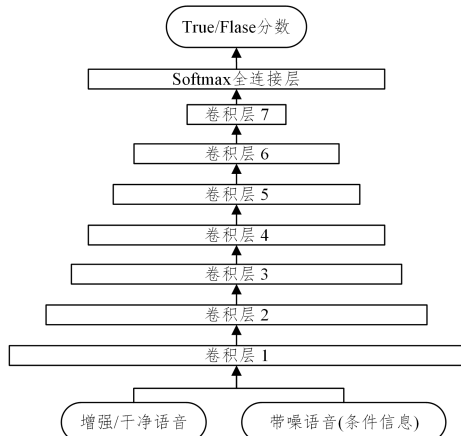 True/Flase分数
Softmax全连接层
卷积层 7
卷积层 6
卷积层 5
卷积层 4
卷积层 3
卷积层 2
卷积层 1
增强/干净语音
带噪语音(条件信息)